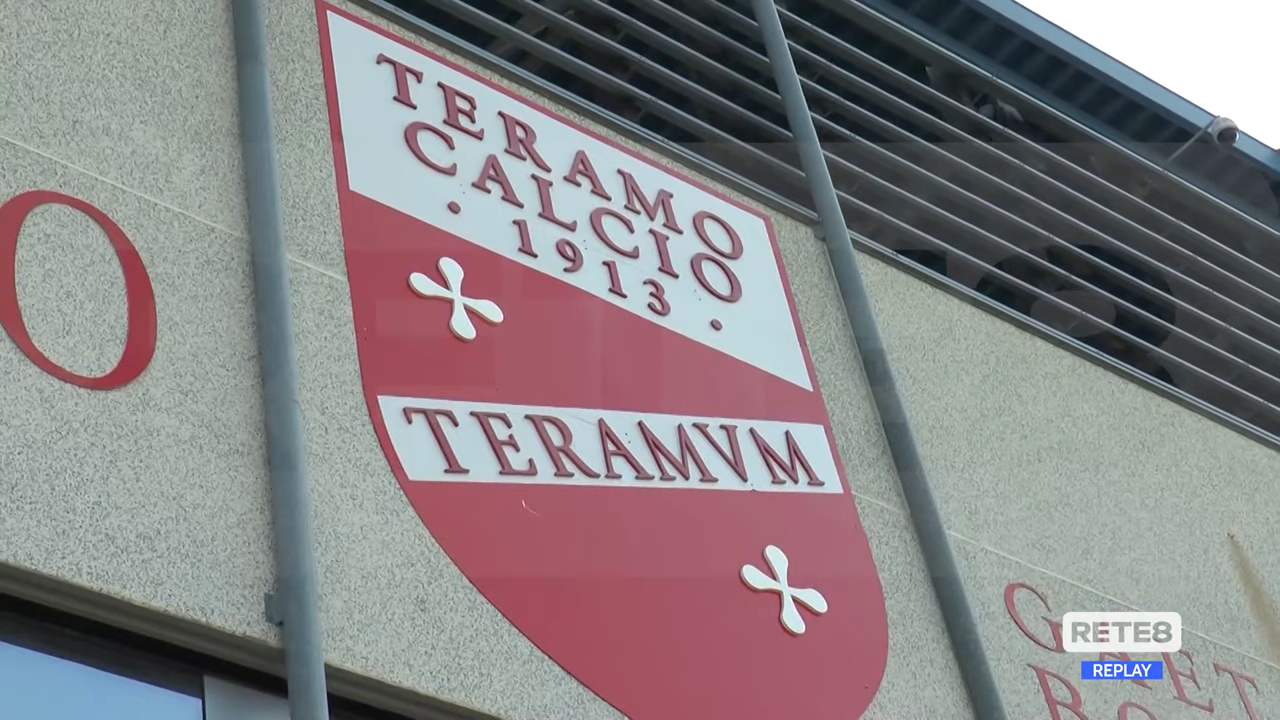 TERAMO
CALCIO
· 1913 ·
TERAMVM
O
RETE8
REPLAY